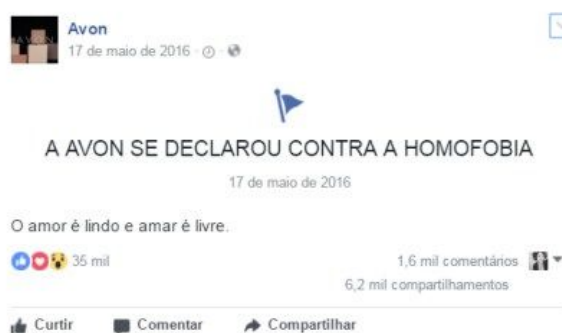 Avon
17 de maio de 2016
A AVON SE DECLAROU CONTRA A HOMOFOBIA
17 de maio de 2016
O amor é lindo e amar é livre.
35 mil 1,6 mil comentários
6,2 mil compartilhamentos
Curtir Comentar Compartilhar